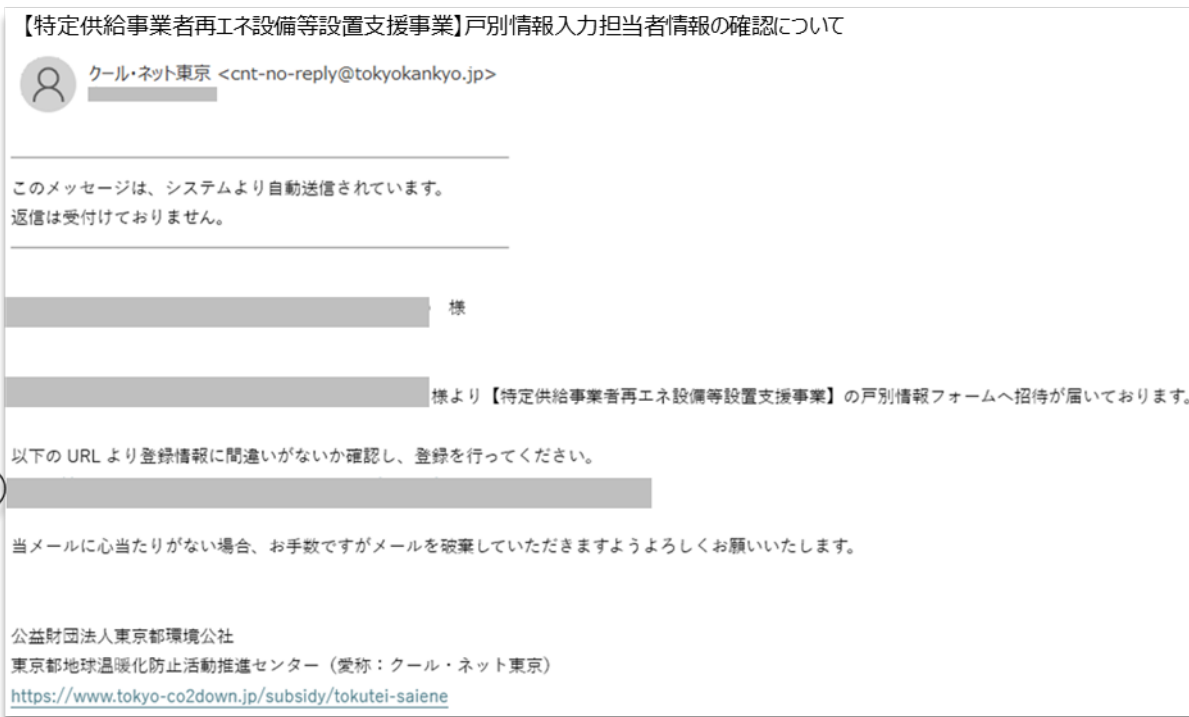 【特定供給事業者再エネ設備等設置支援事業】戸別情報入力担当者情報の確認について
クール・ネット東京 <cnt-no-reply@tokyokankyo.jp>
このメッセージは、システムより自動送信されています。
返信は受付けておりません。
様
様より【特定供給事業者再エネ設備等設置支援事業】の戸別情報フォームへ招待が届いております。
以下の URL より登録情報に間違いがないか確認し、登録を行ってください。
当メールに心当たりがない場合、お手数ですがメールを破棄していただきますようよろしくお願いいたします。
公益財団法人東京都環境公社
東京都地球温暖化防止活動推進センター（愛称：クール・ネット東京）
https://www.tokyo-co2down.jp/subsidy/tokutei-saiene